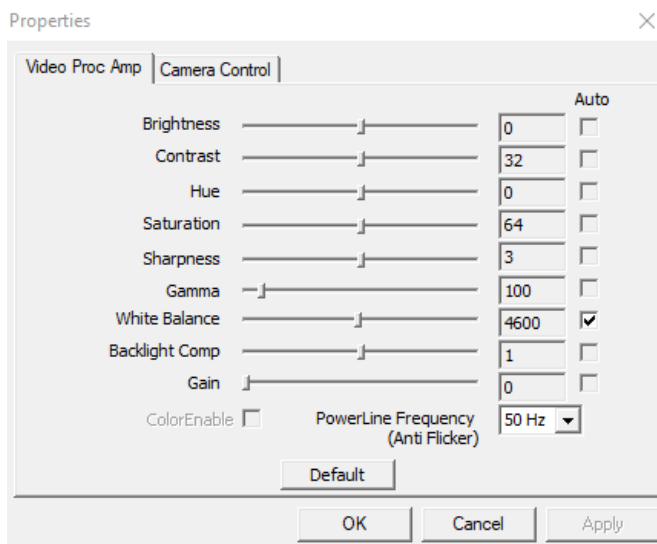 Properties
Video Proc Amp Camera Control
Auto
Brightness 0
Contrast 32
Hue 0
Saturation 64
Sharpness 3
Gamma 100
White Balance 4600
Backlight Comp 1
Gain 0
ColorEnable PowerLine Frequency 50 Hz
(Anti Flicker)
Default
OK Cancel Apply